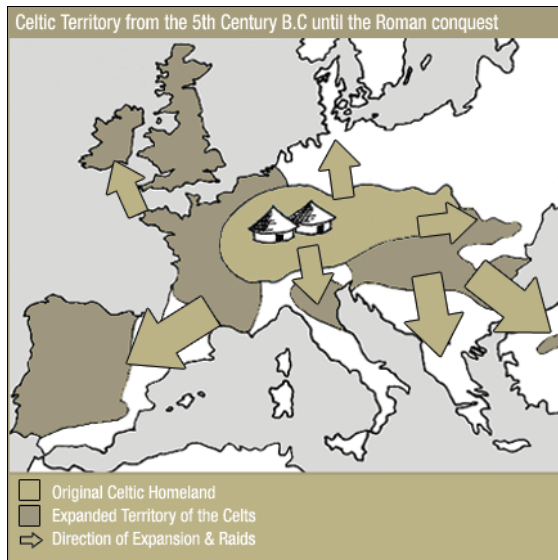 Celtic Territory from the 5th Century B.C until the Roman conquest
Original Celtic Homeland
Expanded Territory of the Celts
Direction of Expansion & Raids